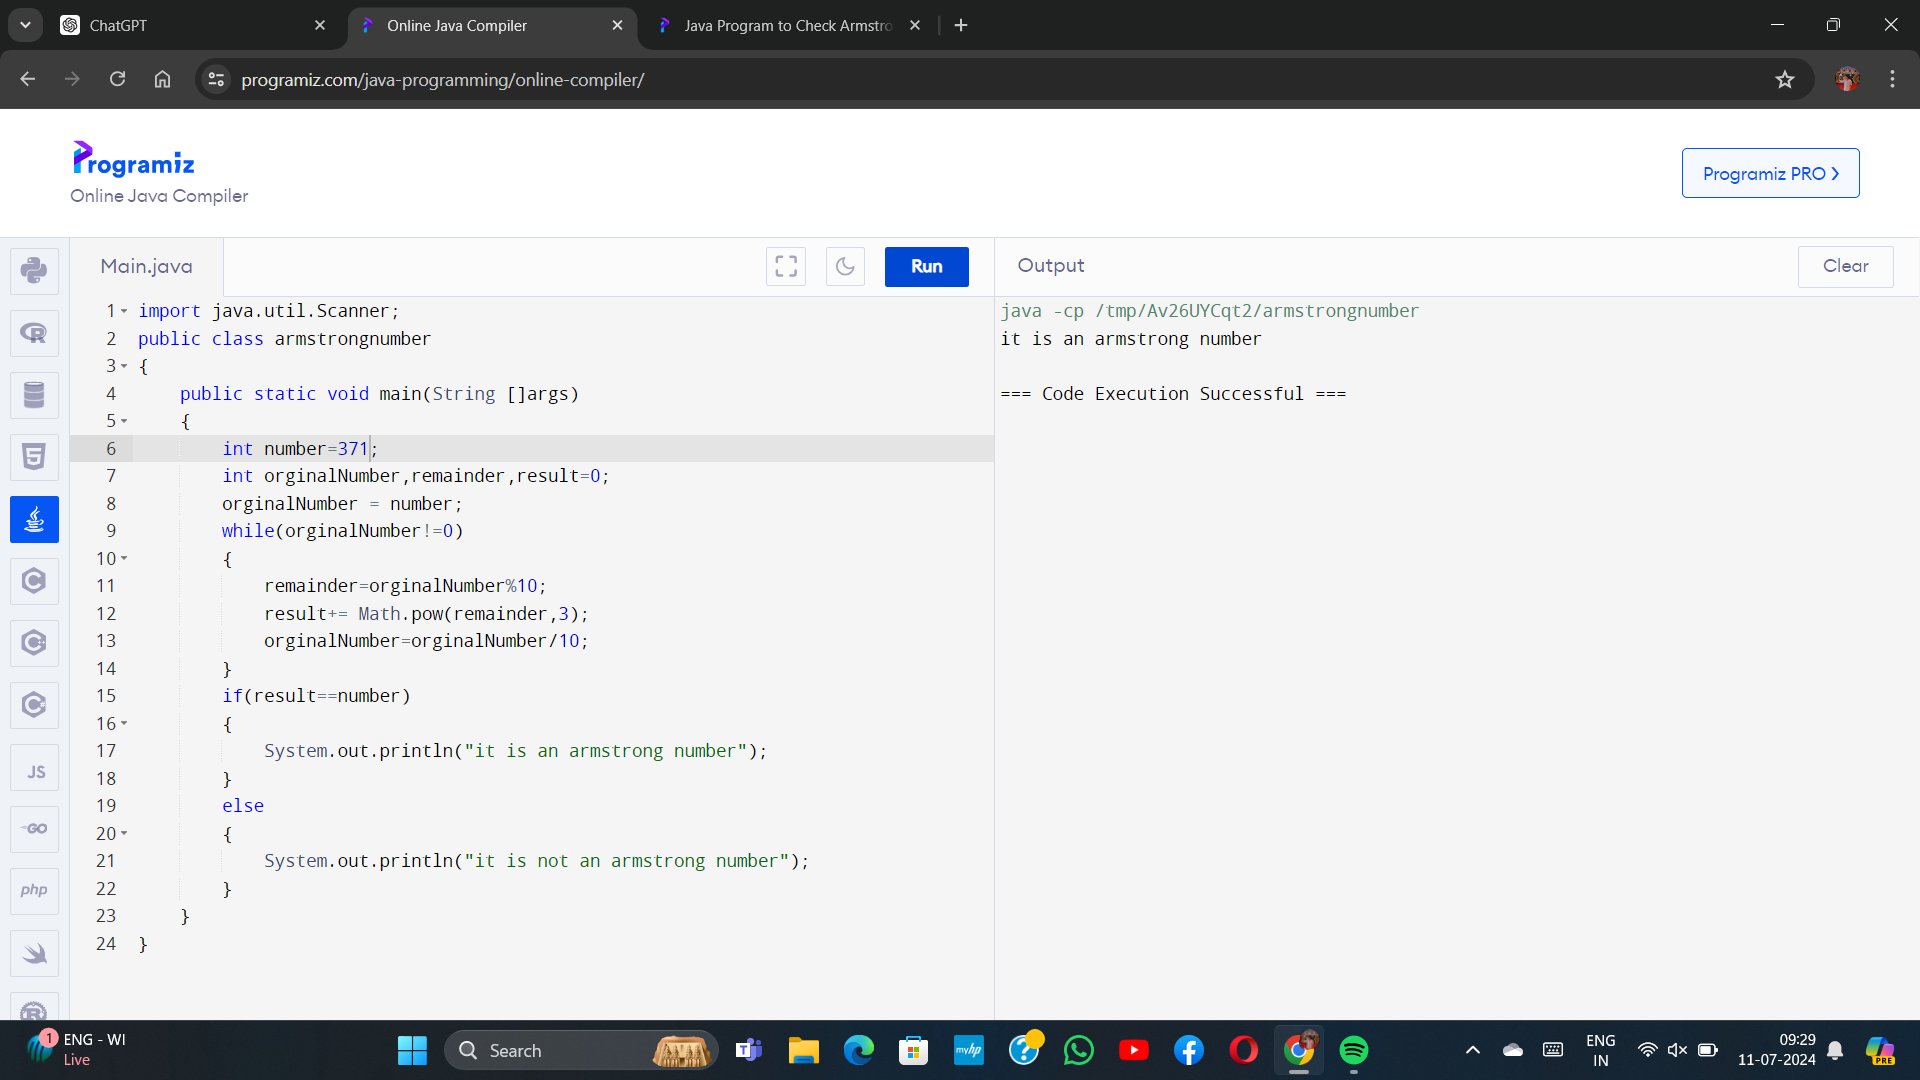 ChatGPT
Online Java Compiler
Java Program to Check Armstro
programiz.com/java-programming/online-compiler/
Programiz
Online Java Compiler
Programiz PRO
Main.java
Run
Output
Clear
1 import java.util.Scanner;
2 public class armstrongnumber
3 {
4 public static void main(String []args)
5 {
6 int number=371;
7 int orginalNumber,remainder,result=0;
8 orginalNumber = number;
9 while(orginalNumber!=0)
10 {
11 remainder=orginalNumber%10;
12 result+= Math.pow(remainder,3);
13 orginalNumber=orginalNumber/10;
14 }
15 if(result==number)
16 {
17 System.out.println("it is an armstrong number");
18 }
19 else
20 {
21 System.out.println("it is not an armstrong number");
22 }
23 }
24 }
java -cp /tmp/Av26UYCqt2/armstrongnumber
it is an armstrong number
=== Code Execution Successful ===
R
5
C
C
C
JS
GO
php
R
1
ENG - WI
Live
Search
myhp
ENG
IN
09:29
11-07-2024
PRE